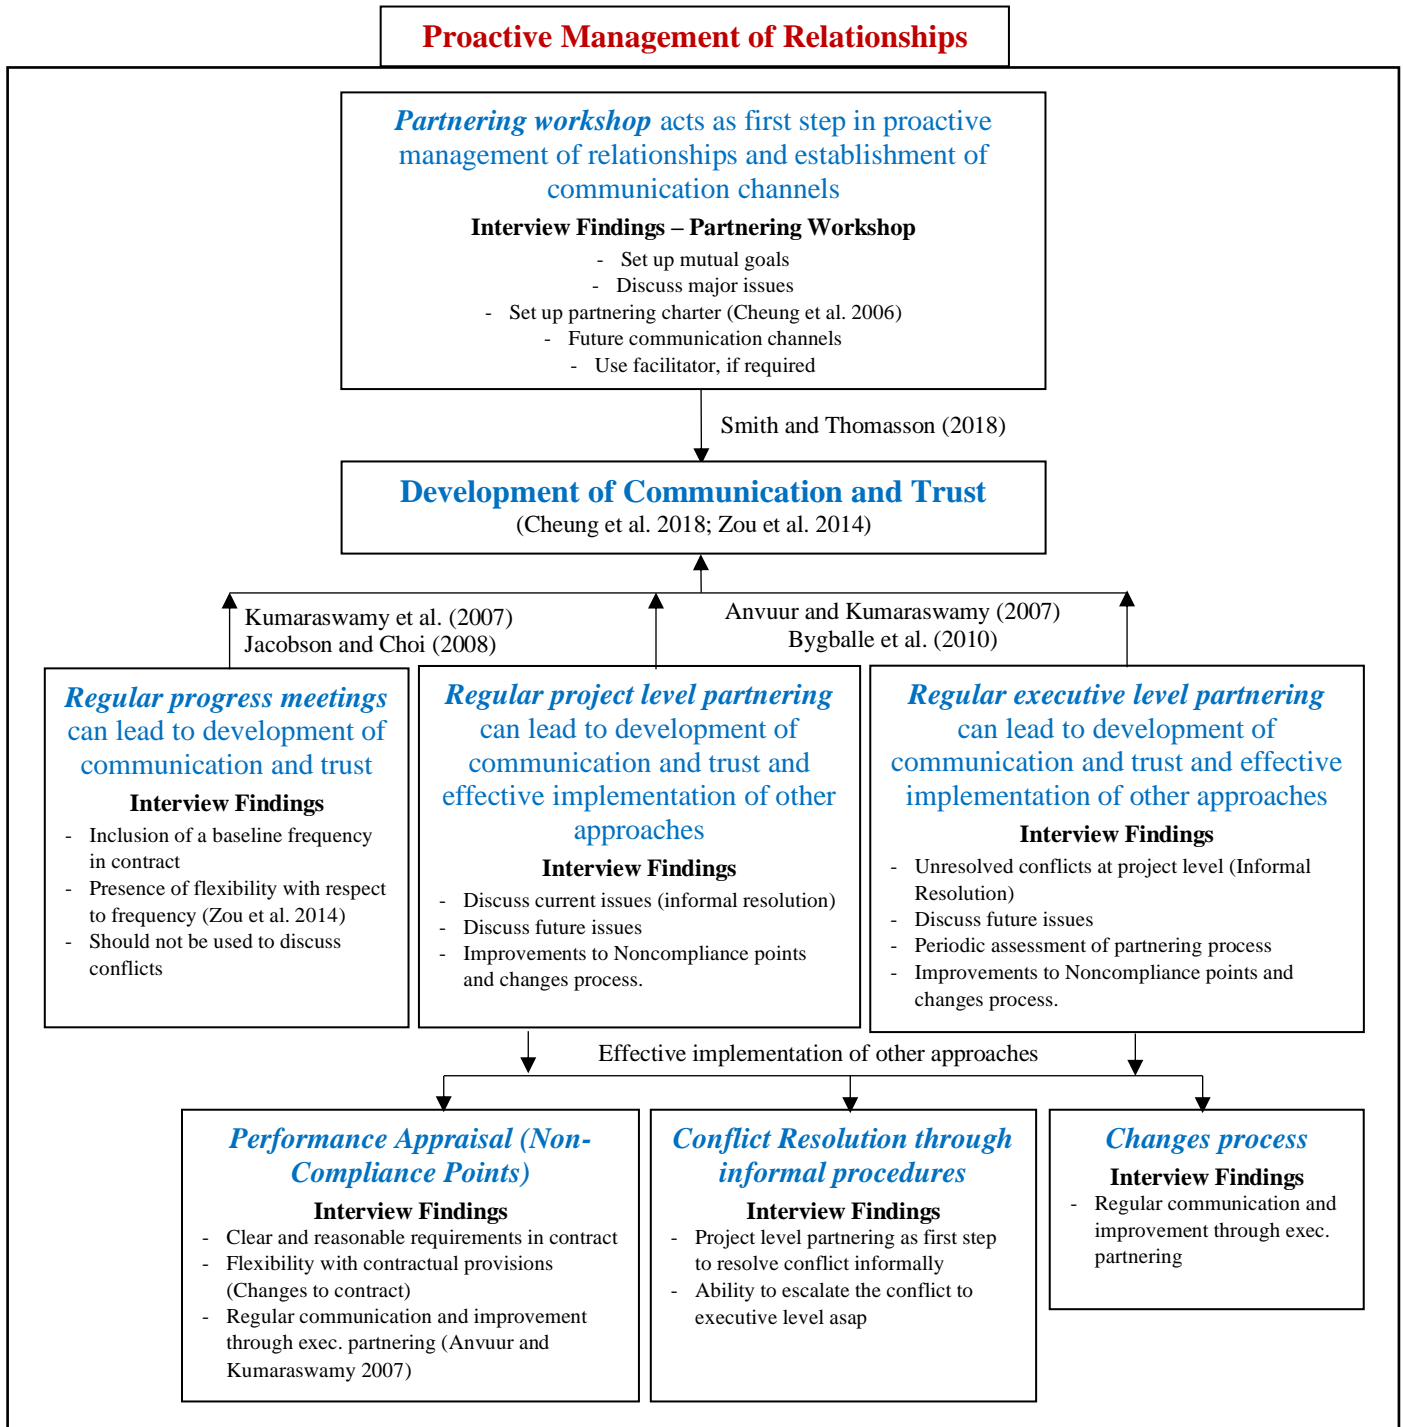 Proactive Management of Relationships
Partnering workshop acts as first step in proactive
management of relationships and establishment of
communication channels
Interview Findings – Partnering Workshop
- Set up mutual goals
- Discuss major issues
- Set up partnering charter (Cheung et al. 2006)
- Future communication channels
- Use facilitator, if required
Smith and Thomasson (2018)
Development of Communication and Trust
(Cheung et al. 2018; Zou et al. 2014)
Kumaraswamy et al. (2007)
Jacobson and Choi (2008)
Anvuur and Kumaraswamy (2007)
Bygballe et al. (2010)
Regular progress meetings
can lead to development of
communication and trust
Interview Findings
- Inclusion of a baseline frequency
in contract
- Presence of flexibility with respect
to frequency (Zou et al. 2014)
- Should not be used to discuss
conflicts
Regular project level partnering
can lead to development of
communication and trust and
effective implementation of other
approaches
Interview Findings
- Discuss current issues (informal resolution)
- Discuss future issues
- Improvements to Noncompliance points
and changes process.
Regular executive level partnering
can lead to development of
communication and trust and effective
implementation of other approaches
Interview Findings
- Unresolved conflicts at project level (Informal
Resolution)
- Discuss future issues
- Periodic assessment of partnering process
- Improvements to Noncompliance points and
changes process.
Effective implementation of other approaches
Performance Appraisal (Non-
Compliance Points)
Interview Findings
- Clear and reasonable requirements in contract
- Flexibility with contractual provisions
(Changes to contract)
- Regular communication and improvement
through exec. partnering (Anvuur and
Kumaraswamy 2007)
Conflict Resolution through
informal procedures
Interview Findings
- Project level partnering as first step
to resolve conflict informally
- Ability to escalate the conflict to
executive level asap
Changes process
Interview Findings
- Regular communication and
improvement through exec.
partnering